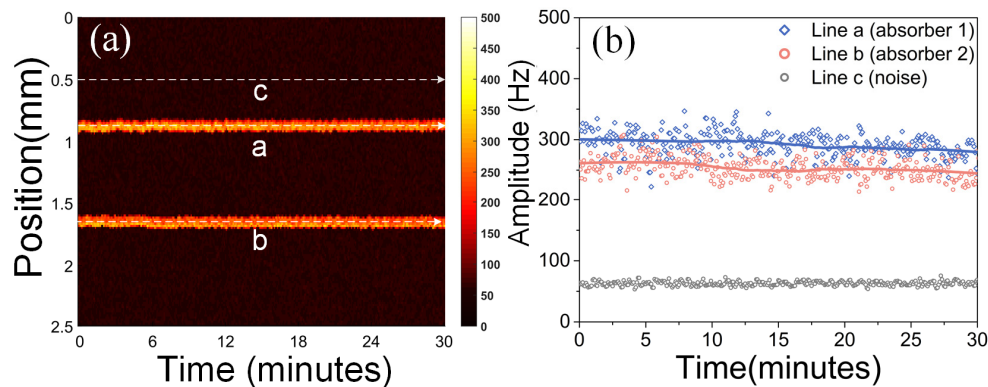 (a)
Position(mm)
0
0.5
1
1.5
2
2.5
c
a
b
0 6 12 18 24 30
Time (minutes)
500
450
400
350
300
250
200
150
100
50
0
(b)
Line a (absorber 1)
Line b (absorber 2)
Line c (noise)
Amplitude (Hz)
500
400
300
200
100
0
0 5 10 15 20 25 30
Time(minutes)